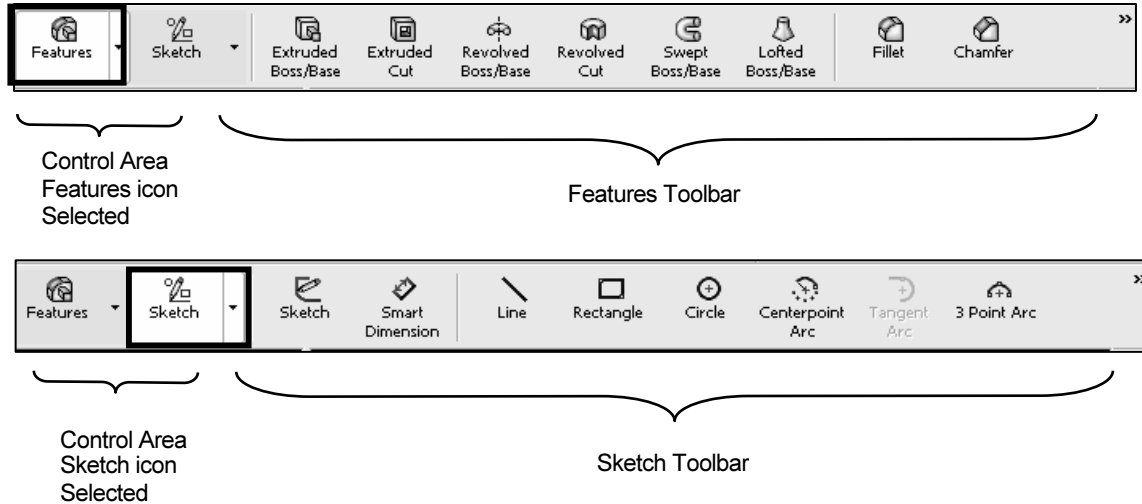 Features Sketch Extruded Extruded Revolved Revolved Swept Lofted Fillet Chamfer »
Boss/Base Cut Boss/Base Cut Boss/Base Boss/Base
Control Area
Features icon
Selected
Features Toolbar
Features Sketch Sketch Smart Line Rectangle Circle Centerpoint Tangent 3 Point Arc »
Dimension Arc Arc
Control Area
Sketch icon
Selected
Sketch Toolbar